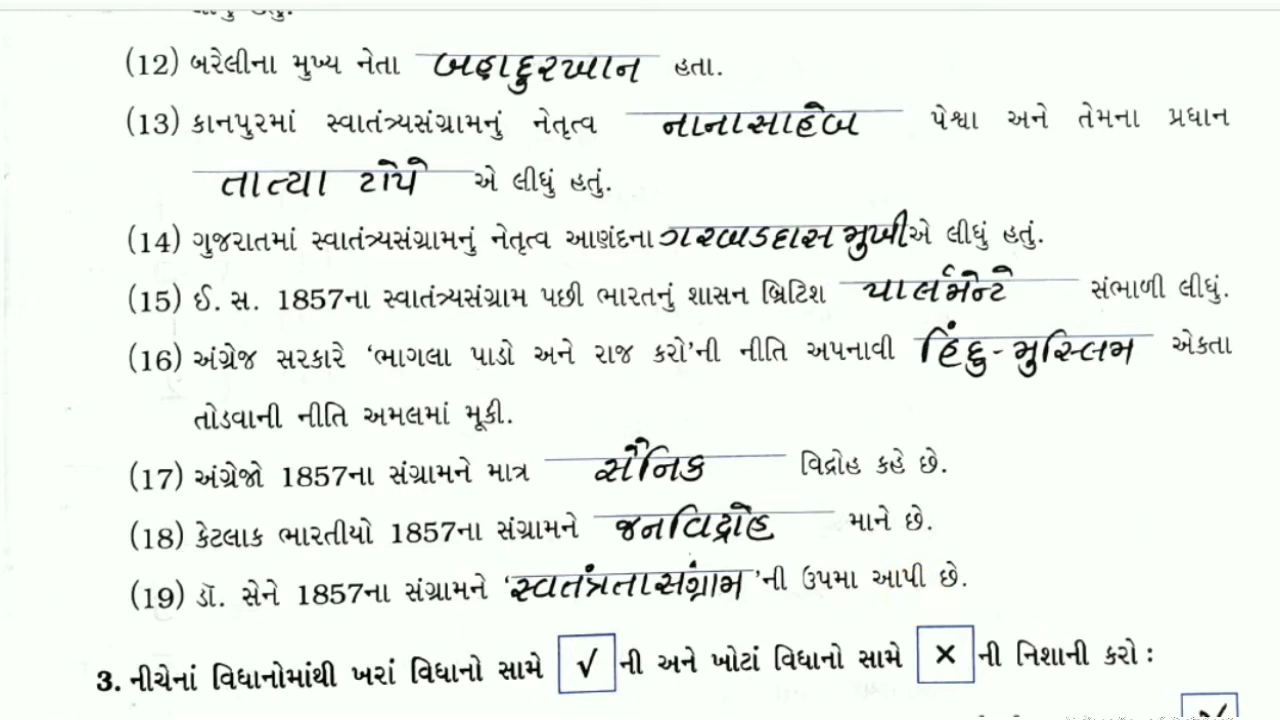 (12) બરેલીના મુખ્ય નેતા બહાદુરખાન હતા.
(13) કાનપુરમાં સ્વાતંત્ર્યસંગ્રામનું નેતૃત્વ નાનાસાહેબ પેશ્વા અને તેમના પ્રધાન
તાત્યા ટોપે એ લીધું હતું.
(14) ગુજરાતમાં સ્વાતંત્ર્યસંગ્રામનું નેતૃત્વ આણંદના ગરબડદાસ મુખી એ લીધું હતું.
(15) ઈ. સ. 1857ના સ્વાતંત્ર્યસંગ્રામ પછી ભારતનું શાસન બ્રિટિશ પાર્લમેન્ટે સંભાળી લીધું.
(16) અંગ્રેજ સરકારે ‘ભાગલા પાડો અને રાજ કરો’ની નીતિ અપનાવી હિંદુ-મુસ્લિમ એકતા
તોડવાની નીતિ અમલમાં મૂકી.
(17) અંગ્રેજો 1857ના સંગ્રામને માત્ર સૈનિક વિદ્રોહ કહે છે.
(18) કેટલાક ભારતીયો 1857ના સંગ્રામને જનવિદ્રોહ માને છે.
(19) ડૉ. સેને 1857ના સંગ્રામને ‘સ્વતંત્રતાસંગ્રામ’ની ઉપમા આપી છે.
3. નીચેનાં વિધાનોમાંથી ખરાં વિધાનો સામે √ ની અને ખોટાં વિધાનો સામે × ની નિશાની કરો :